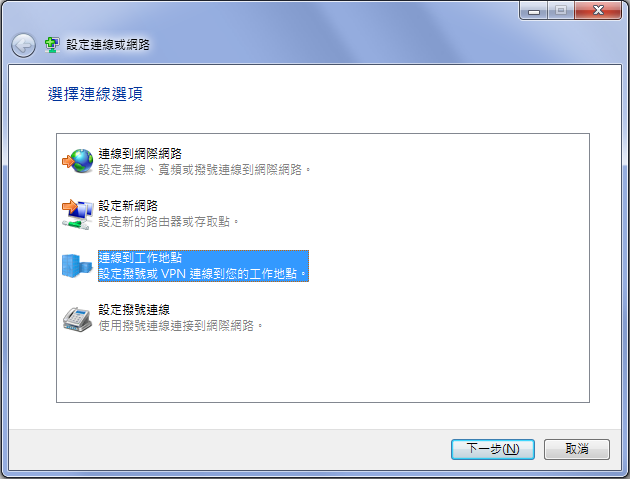 設定連線或網路
選擇連線選項
連線到網際網路
設定無線、寬頻或撥號連線到網際網路。
設定新網路
設定新的路由器或存取點。
連線到工作地點
設定撥號或 VPN 連線到您的工作地點。
設定撥號連線
使用撥號連線連接到網際網路。
下一步(N) 取消